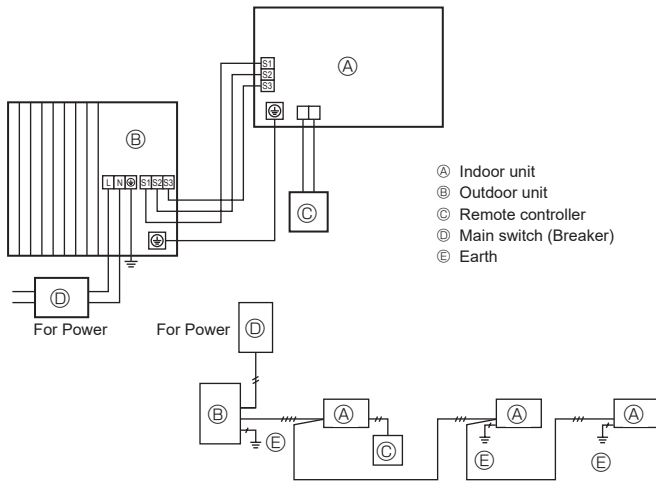 S1
S2
S3
Ⓐ
Ⓑ
L N S1 S2 S3
Ⓒ
Ⓐ Indoor unit
Ⓑ Outdoor unit
Ⓒ Remote controller
Ⓓ Main switch (Breaker)
Ⓔ Earth
Ⓓ
For Power
For Power Ⓓ
Ⓑ Ⓐ Ⓐ Ⓐ
Ⓔ Ⓒ Ⓔ Ⓔ